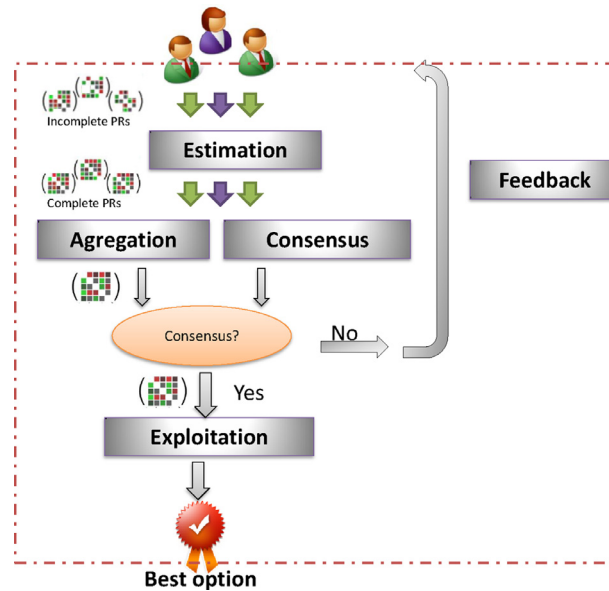 Incomplete PRs
Estimation
Feedback
Complete PRs
Agregation
Consensus
Consensus?
No
Yes
Exploitation
Best option